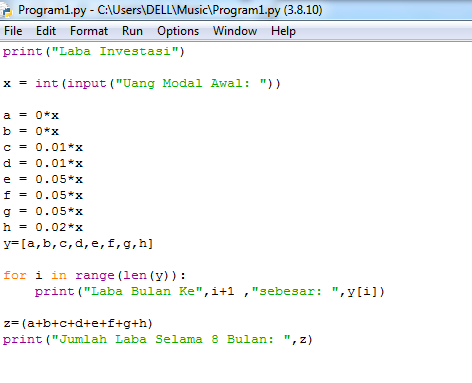 Program1.py - C:\Users\DELL\Music\Program1.py (3.8.10)
File Edit Format Run Options Window Help
print("Laba Investasi")
x = int(input("Uang Modal Awal: "))
a = 0*x
b = 0*x
c = 0.01*x
d = 0.01*x
e = 0.05*x
f = 0.05*x
g = 0.05*x
h = 0.02*x
y=[a,b,c,d,e,f,g,h]
for i in range(len(y)):
    print("Laba Bulan Ke",i+1 ,"sebesar: ",y[i])
z=(a+b+c+d+e+f+g+h)
print("Jumlah Laba Selama 8 Bulan: ",z)